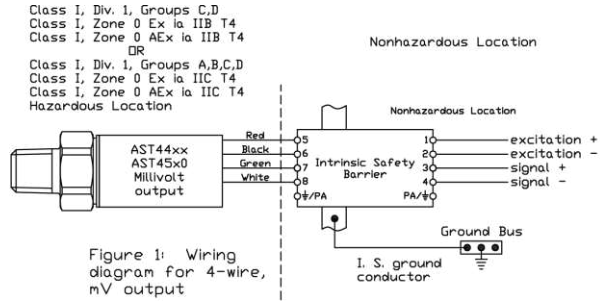 Class I, Div. 1, Groups C,D
Class I, Zone 0 Ex ia IIB T4
Class I, Zone 0 AEx ia IIB T4
OR
Class I, Div. 1, Groups A,B,C,D
Class I, Zone 0 Ex ia IIC T4
Class I, Zone 0 AEx ia IIC T4
Hazardous Location
Nonhazardous Location
Nonhazardous Location
AST44xx
AST45x0
Millivolt
output
Red
Black
Green
White
5
6
7
8
⏚/PA
Intrinsic Safety
Barrier
1
2
3
4
PA/⏚
excitation +
excitation -
signal +
signal -
Ground Bus
I. S. ground
conductor
Figure 1: Wiring
diagram for 4-wire,
mV output